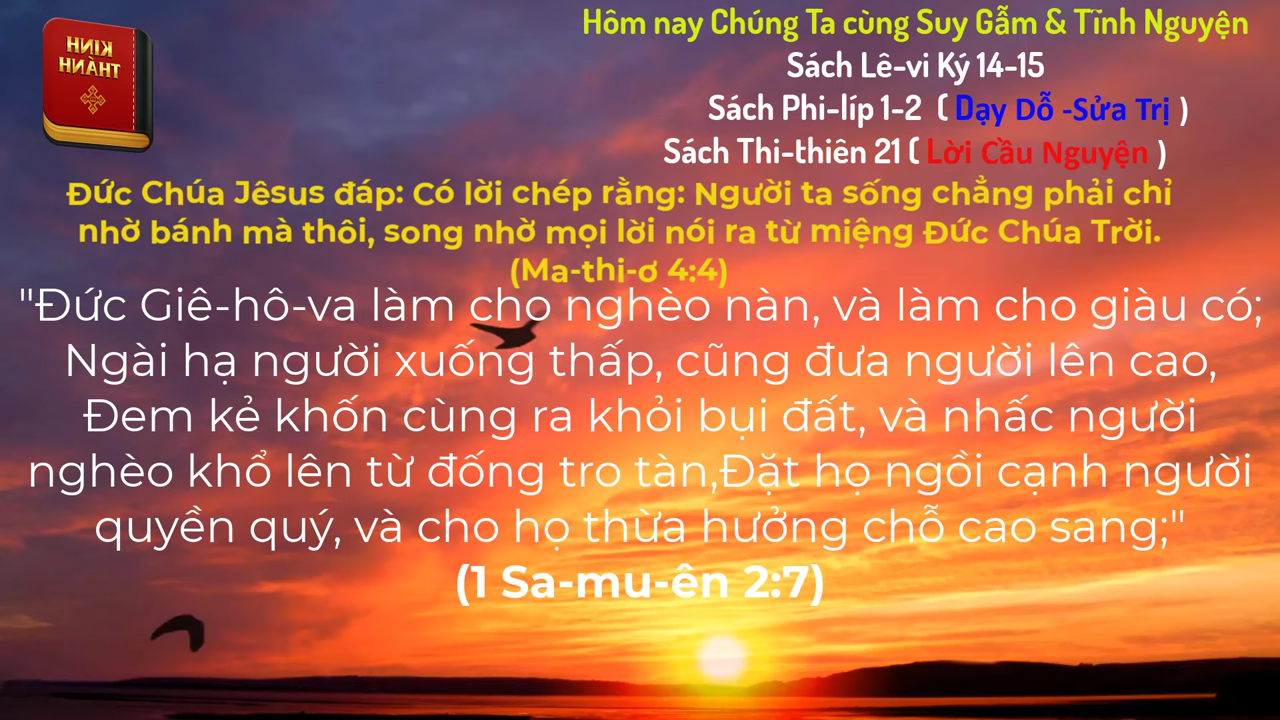 KINH
THÀNH
Hôm nay Chúng Ta cùng Suy Gẫm & Tĩnh Nguyện
Sách Lê-vi Ký 14-15
Sách Phi-líp 1-2 ( Dạy Dỗ -Sửa Trị )
Sách Thi-thiên 21 ( Lời Cầu Nguyện )
Đức Chúa Jêsus đáp: Có lời chép rằng: Người ta sống chẳng phải chỉ
nhờ bánh mà thôi, song nhờ mọi lời nói ra từ miệng Đức Chúa Trời.
(Ma-thi-ơ 4:4)
"Đức Giê-hô-va làm cho nghèo nàn, và làm cho giàu có;
Ngài hạ người xuống thấp, cũng đưa người lên cao,
Đem kẻ khốn cùng ra khỏi bụi đất, và nhấc người
nghèo khổ lên từ đống tro tàn,Đặt họ ngồi cạnh người
quyền quý, và cho họ thừa hưởng chỗ cao sang;"
(1 Sa-mu-ên 2:7)